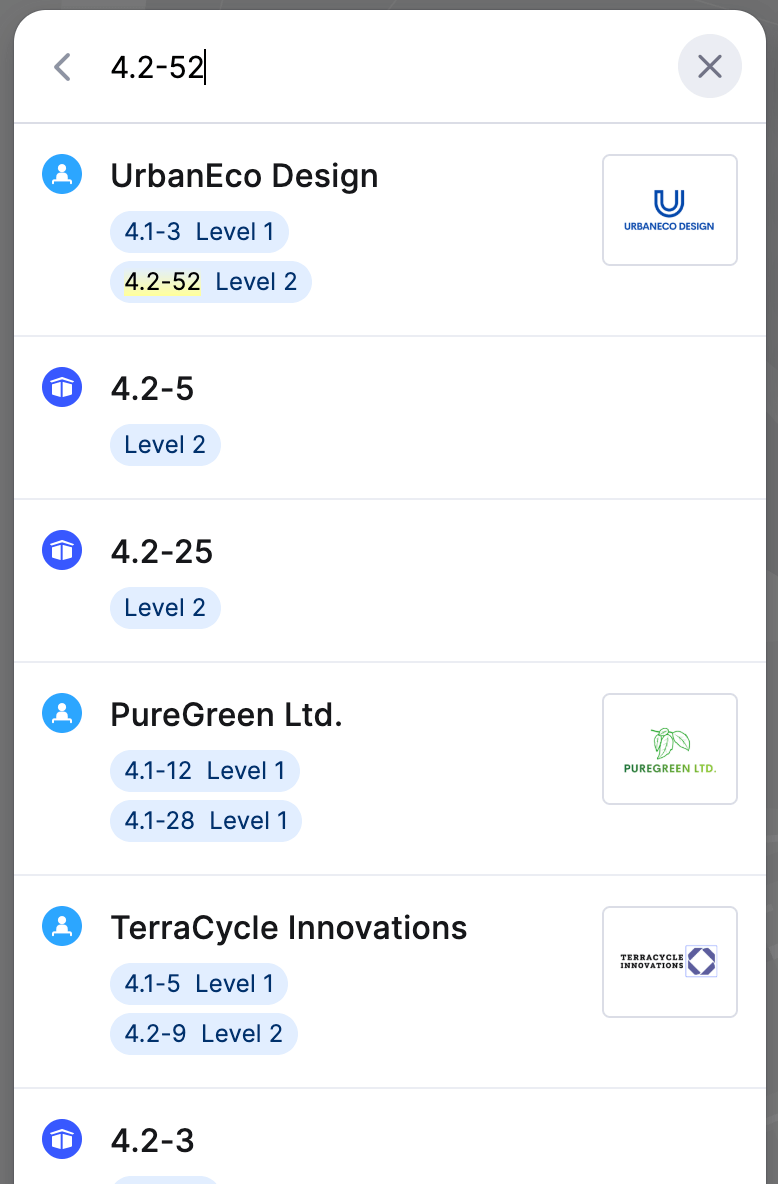 4.2-52
UrbanEco Design
4.1-3 Level 1
4.2-52 Level 2
URBANECO DESIGN
4.2-5
Level 2
4.2-25
Level 2
PureGreen Ltd.
4.1-12 Level 1
4.1-28 Level 1
PUREGREEN LTD.
TerraCycle Innovations
4.1-5 Level 1
4.2-9 Level 2
TERRACYCLE
INNOVATIONS
4.2-3